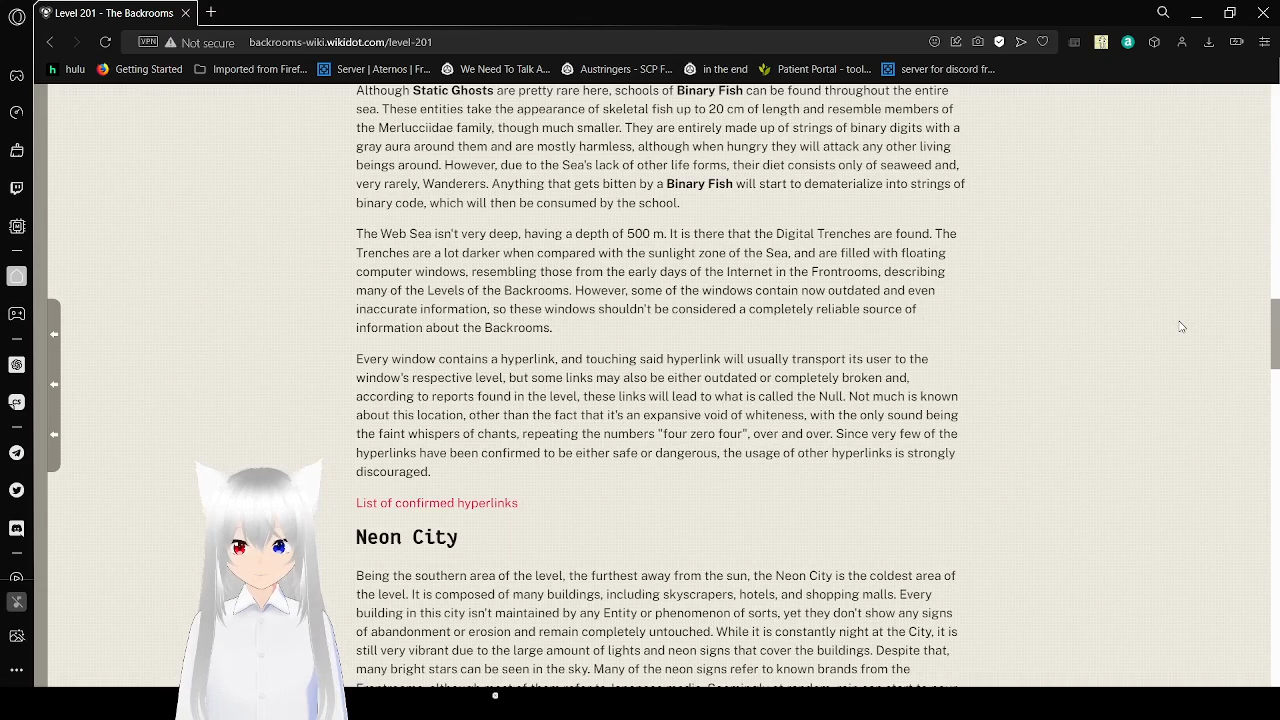 Level 201 - The Backrooms
VPN
Not secure
backrooms-wiki.wikidot.com/level-201
hulu
Getting Started
Imported from Firef...
Server | Aternos | Fr...
We Need To Talk A...
Austringers - SCP F...
in the end
Patient Portal - tool...
server for discord fr...
Although Static Ghosts are pretty rare here, schools of Binary Fish can be found throughout the entire
sea. These entities take the appearance of skeletal fish up to 20 cm of length and resemble members of
the Merlucciidae family, though much smaller. They are entirely made up of strings of binary digits with a
gray aura around them and are mostly harmless, although when hungry they will attack any other living
beings around. However, due to the Sea's lack of other life forms, their diet consists only of seaweed and,
very rarely, Wanderers. Anything that gets bitten by a Binary Fish will start to dematerialize into strings of
binary code, which will then be consumed by the school.
The Web Sea isn't very deep, having a depth of 500 m. It is there that the Digital Trenches are found. The
Trenches are a lot darker when compared with the sunlight zone of the Sea, and are filled with floating
computer windows, resembling those from the early days of the Internet in the Frontrooms, describing
many of the Levels of the Backrooms. However, some of the windows contain now outdated and even
inaccurate information, so these windows shouldn't be considered a completely reliable source of
information about the Backrooms.
Every window contains a hyperlink, and touching said hyperlink will usually transport its user to the
window's respective level, but some links may also be either outdated or completely broken and,
according to reports found in the level, these links will lead to what is called the Null. Not much is known
about this location, other than the fact that it's an expansive void of whiteness, with the only sound being
the faint whispers of chants, repeating the numbers "four zero four", over and over. Since very few of the
hyperlinks have been confirmed to be either safe or dangerous, the usage of other hyperlinks is strongly
discouraged.
List of confirmed hyperlinks
Neon City
Being the southern area of the level, the furthest away from the sun, the Neon City is the coldest area of
the level. It is composed of many buildings, including skyscrapers, hotels, and shopping malls. Every
building in this city isn't maintained by any Entity or phenomenon of sorts, yet they don't show any signs
of abandonment or erosion and remain completely untouched. While it is constantly night at the City, it is
still very vibrant due to the large amount of lights and neon signs that cover the buildings. Despite that,
many bright stars can be seen in the sky. Many of the neon signs refer to known brands from the